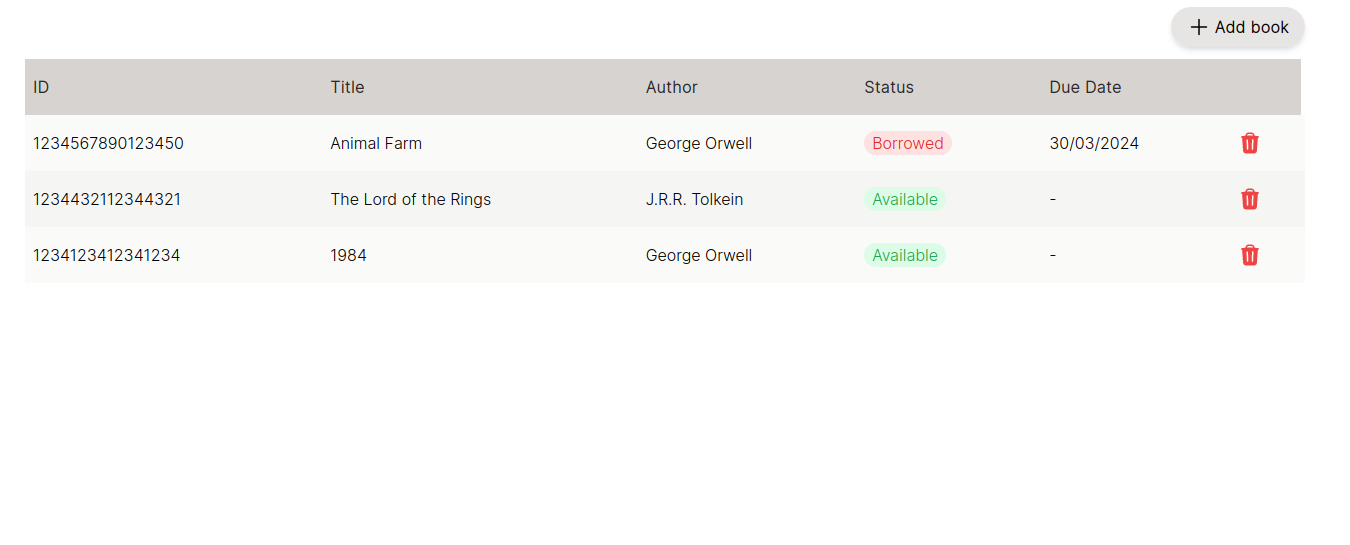 Add book
ID Title Author Status Due Date
1234567890123450 Animal Farm George Orwell Borrowed 30/03/2024
1234432112344321 The Lord of the Rings J.R.R. Tolkein Available -
1234123412341234 1984 George Orwell Available -